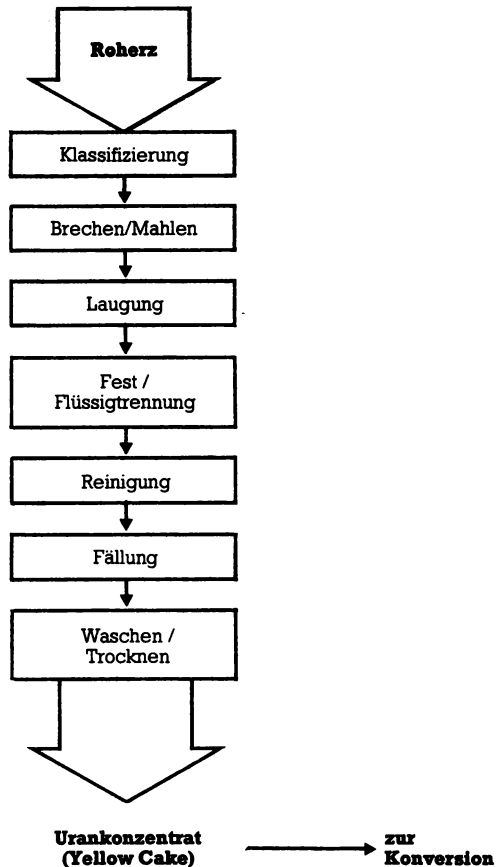 Roherz
Klassifizierung
Brechen/Mahlen
Laugung
Fest /
Flüssigtrennung
Reinigung
Fällung
Waschen /
Trocknen
Urankonzentrat
(Yellow Cake)
zur
Konversion